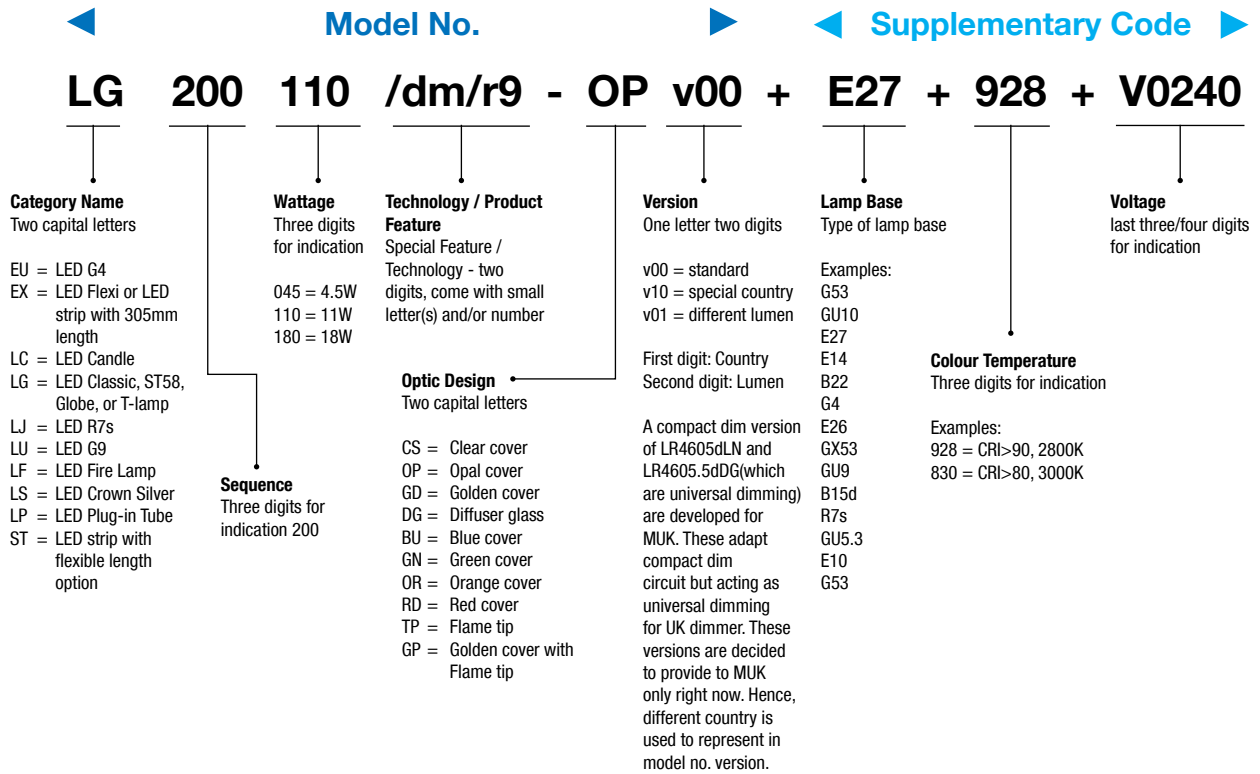 Model No.
Supplementary Code
LG 200 110 /dm/r9 - OP v00 + E27 + 928 + V0240
Category Name
Two capital letters
EU = LED G4
EX = LED Flexi or LED
strip with 305mm
length
LC = LED Candle
LG = LED Classic, ST58,
Globe, or T-lamp
LJ = LED R7s
LU = LED G9
LF = LED Fire Lamp
LS = LED Crown Silver
LP = LED Plug-in Tube
ST = LED strip with
flexible length
option
Sequence
Three digits for
indication 200
Wattage
Three digits
for indication
045 = 4.5W
110 = 11W
180 = 18W
Technology / Product
Feature
Special Feature /
Technology - two
digits, come with small
letter(s) and/or number
Optic Design
Two capital letters
CS = Clear cover
OP = Opal cover
GD = Golden cover
DG = Diffuser glass
BU = Blue cover
GN = Green cover
OR = Orange cover
RD = Red cover
TP = Flame tip
GP = Golden cover with
Flame tip
Version
One letter two digits
v00 = standard
v10 = special country
v01 = different lumen
First digit: Country
Second digit: Lumen
A compact dim version
of LR4605dLN and
LR4605.5dDG(which
are universal dimming)
are developed for
MUK. These adapt
compact dim
circuit but acting as
universal dimming
for UK dimmer. These
versions are decided
to provide to MUK
only right now. Hence,
different country is
used to represent in
model no. version.
Lamp Base
Type of lamp base
Examples:
G53
GU10
E27
E14
B22
G4
E26
GX53
GU9
B15d
R7s
GU5.3
E10
G53
Colour Temperature
Three digits for indication
Examples:
928 = CRI>90, 2800K
830 = CRI>80, 3000K
Voltage
last three/four digits
for indication